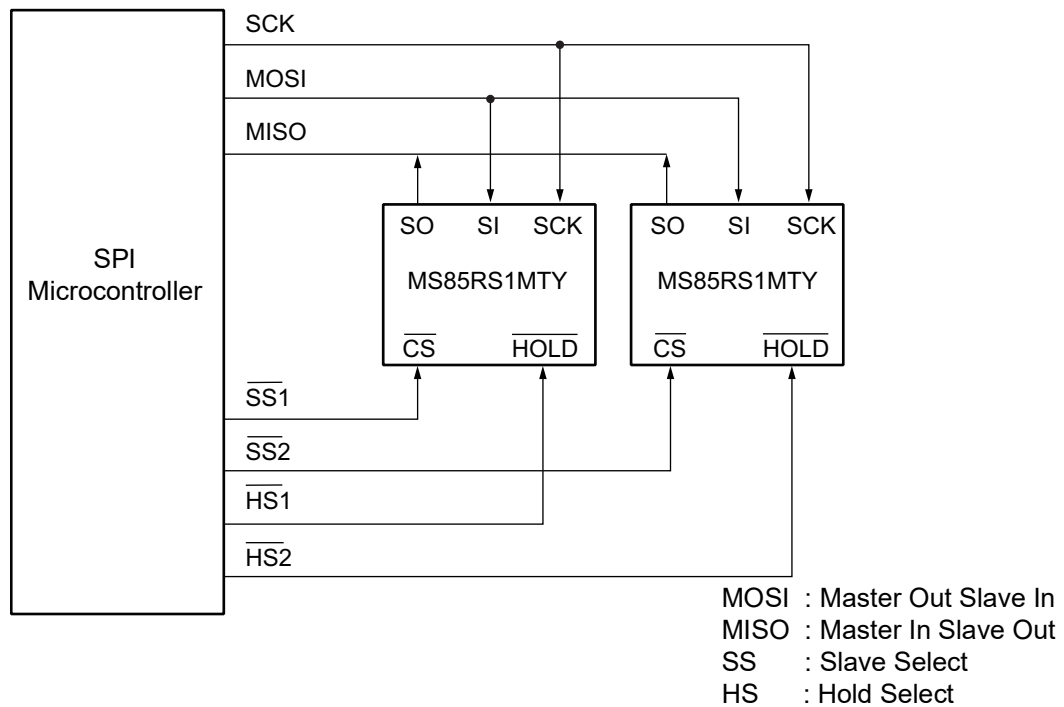 SCK
MOSI
MISO
SPI
Microcontroller
SO SI SCK
MS85RS1MTY
CS HOLD
SO SI SCK
MS85RS1MTY
CS HOLD
SS1
SS2
HS1
HS2
MOSI : Master Out Slave In
MISO : Master In Slave Out
SS : Slave Select
HS : Hold Select